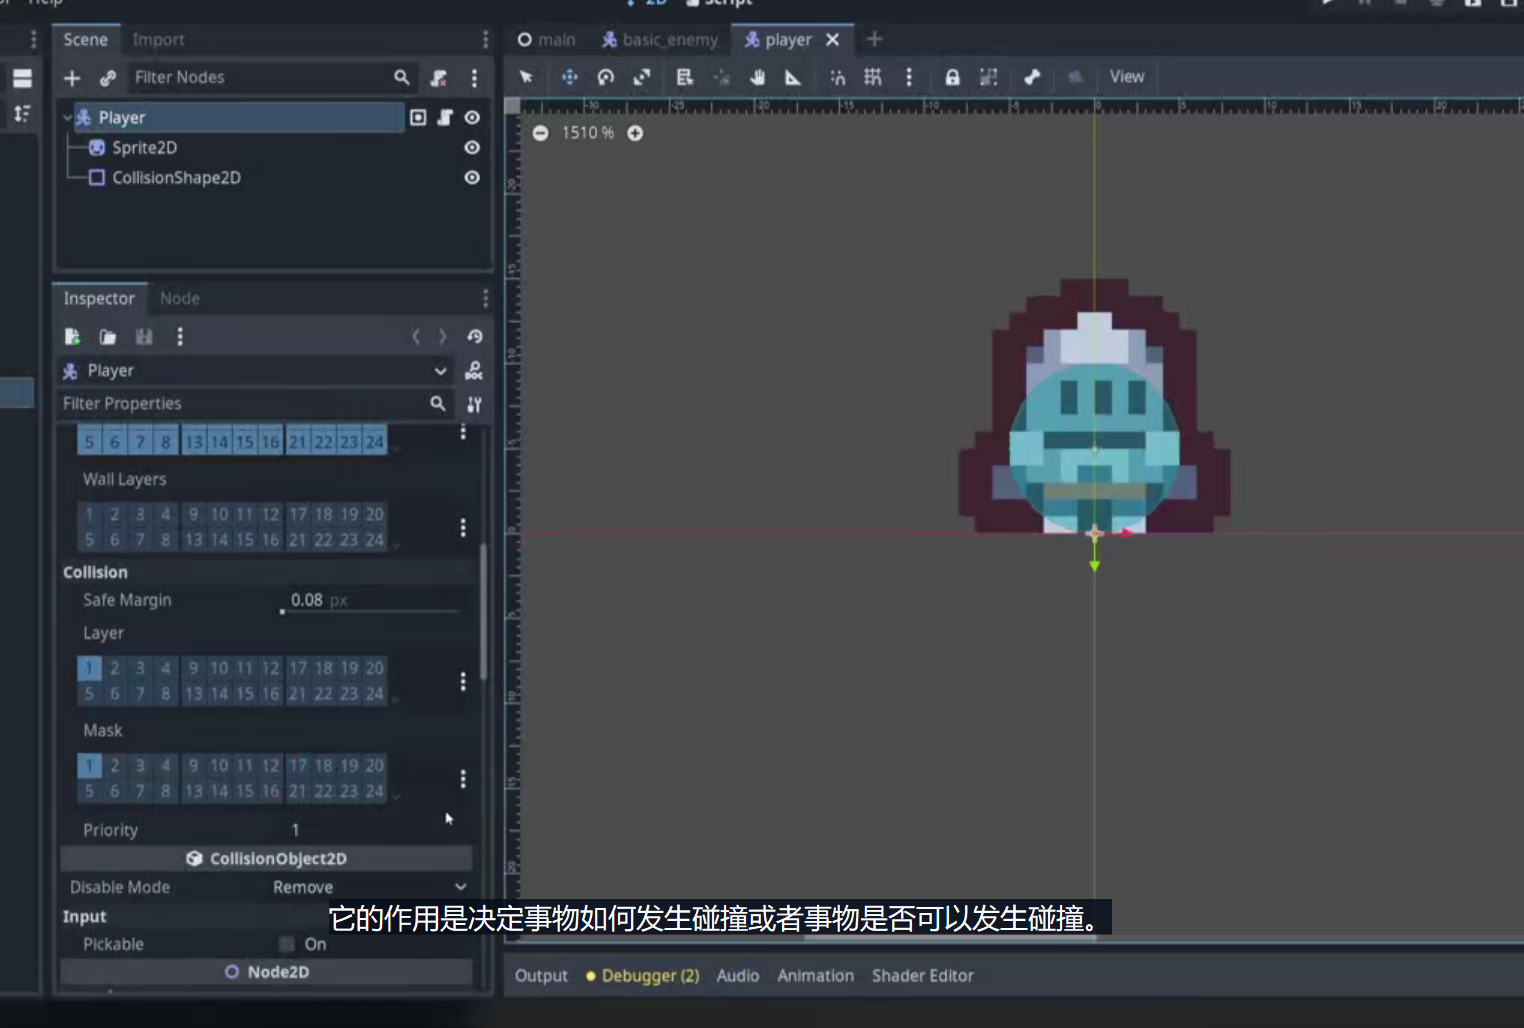 Help
2D
Script
Scene
Import
main
basic_enemy
player
Filter Nodes
View
Player
Sprite2D
CollisionShape2D
1510 %
Inspector
Node
Player
DOC
Filter Properties
5 6 7 8 13 14 15 16 21 22 23 24
Wall Layers
1 2 3 4 9 10 11 12 17 18 19 20
5 6 7 8 13 14 15 16 21 22 23 24
Collision
Safe Margin 0.08 px
Layer
1 2 3 4 9 10 11 12 17 18 19 20
5 6 7 8 13 14 15 16 21 22 23 24
Mask
1 2 3 4 9 10 11 12 17 18 19 20
5 6 7 8 13 14 15 16 21 22 23 24
Priority 1
CollisionObject2D
Disable Mode Remove
Input
Pickable On
Node2D
它的作用是决定事物如何发生碰撞或者事物是否可以发生碰撞。
Output Debugger (2) Audio Animation Shader Editor